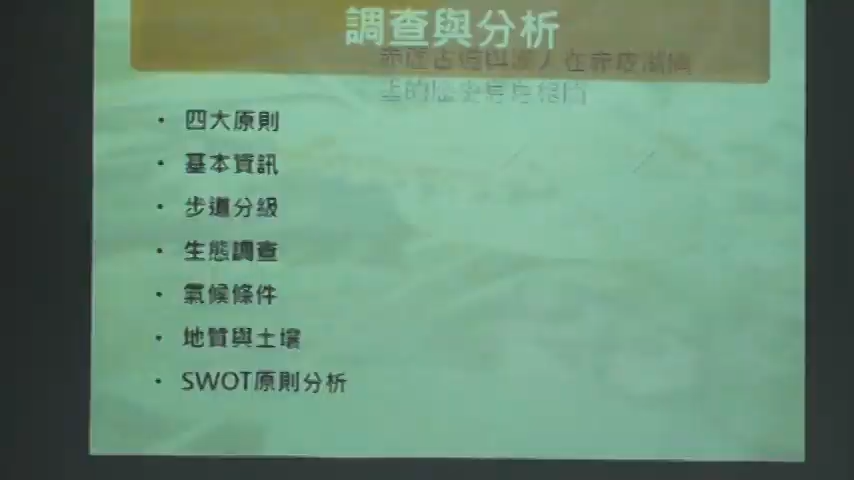 調查與分析
• 四大原則
• 基本資訊
• 步道分級
• 生態調查
• 氣候條件
• 地質與土壤
• SWOT原則分析